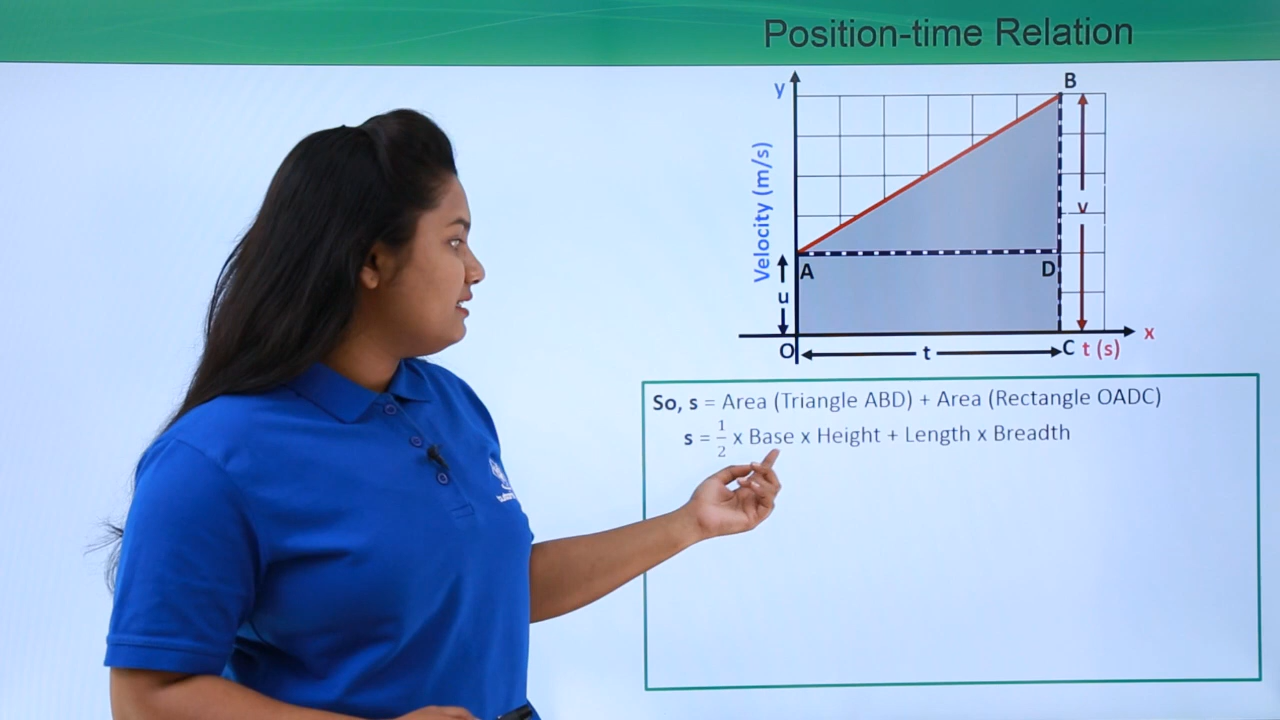 Position-time Relation
y
B
Velocity (m/s)
v
A
D
u
x
O
t
C
t (s)
So, s = Area (Triangle ABD) + Area (Rectangle OADC)
s = 1/2 x Base x Height + Length x Breadth